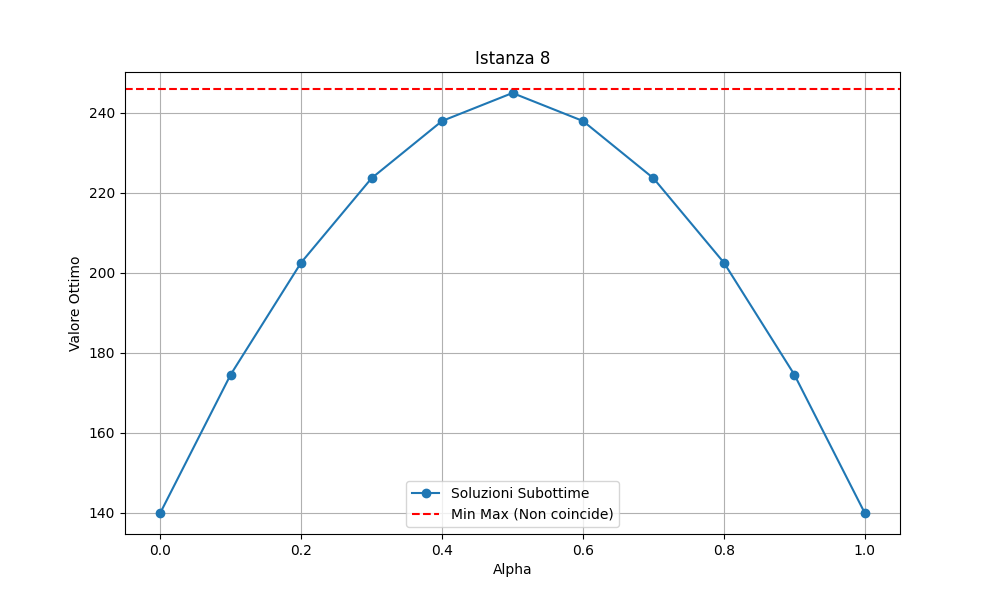 Istanza 8
Valore Ottimo
240
220
200
180
160
140
Soluzioni Subottime
Min Max (Non coincide)
0.0 0.2 0.4 0.6 0.8 1.0
Alpha